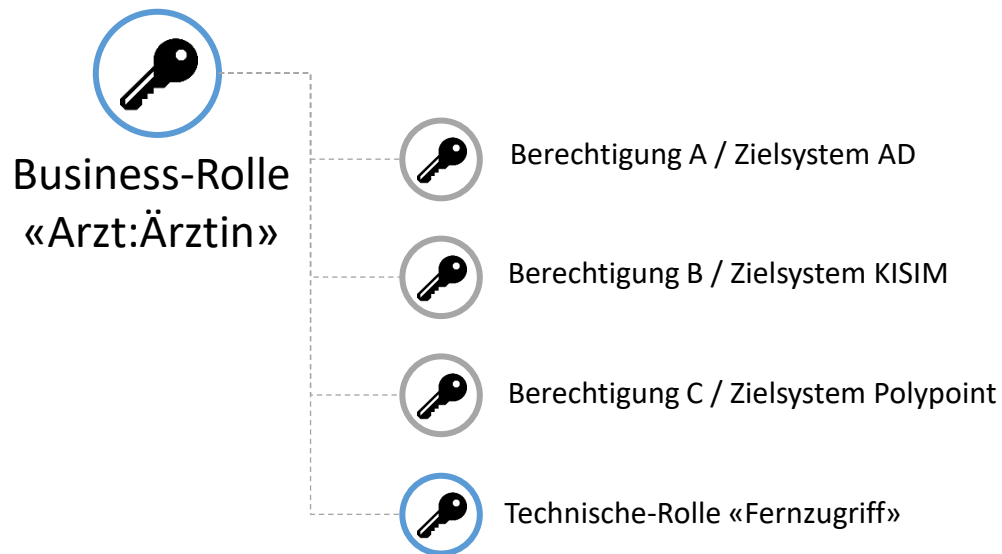 Business-Rolle
«Arzt:Ärztin»
Berechtigung A / Zielsystem AD
Berechtigung B / Zielsystem KISIM
Berechtigung C / Zielsystem Polypoint
Technische-Rolle «Fernzugriff»